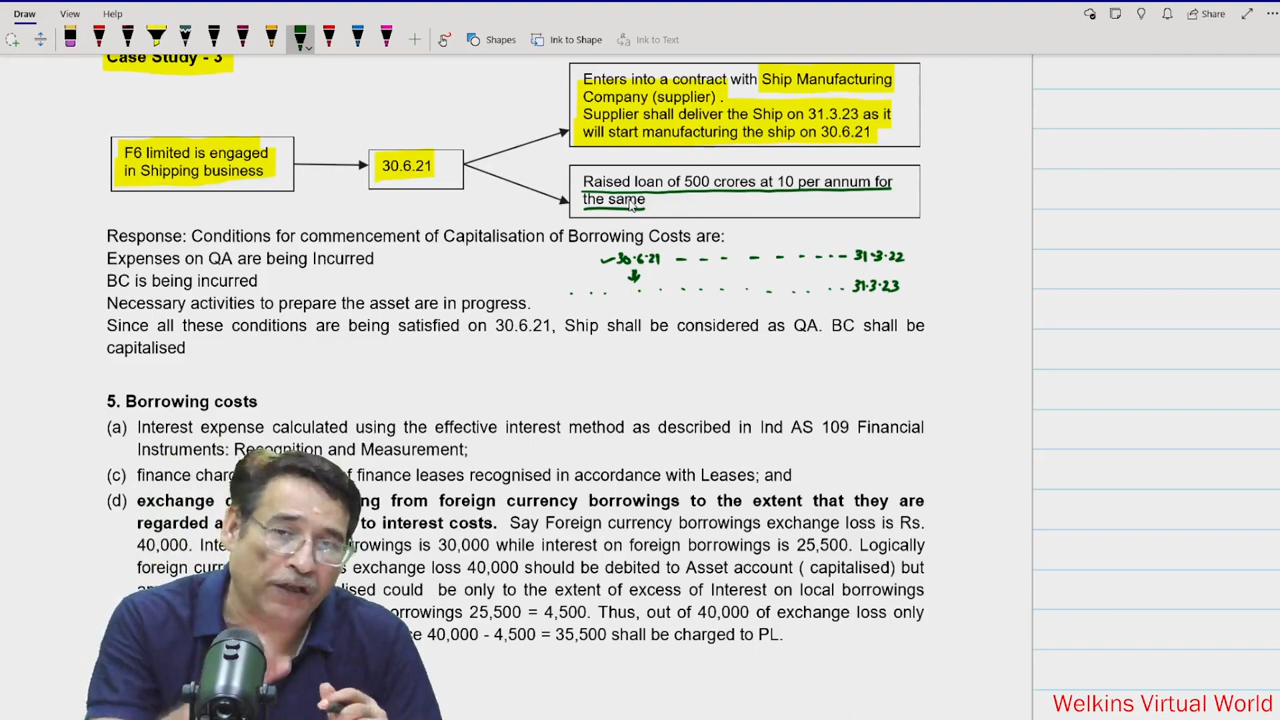 Draw View Help
Share
Shapes
Ink to Shape
Ink to Text
Case Study - 3
Enters into a contract with Ship Manufacturing
Company (supplier) .
Supplier shall deliver the Ship on 31.3.23 as it
will start manufacturing the ship on 30.6.21
F6 limited is engaged
in Shipping business
30.6.21
Raised loan of 500 crores at 10 per annum for
the same
Response: Conditions for commencement of Capitalisation of Borrowing Costs are:
Expenses on QA are being Incurred
30.6.21 31.3.22
BC is being incurred
31.3.23
Necessary activities to prepare the asset are in progress.
Since all these conditions are being satisfied on 30.6.21, Ship shall be considered as QA. BC shall be
capitalised
5. Borrowing costs
(a) Interest expense calculated using the effective interest method as described in Ind AS 109 Financial
Instruments: Recognition and Measurement;
(c) finance of finance leases recognised in accordance with Leases; and
(d) exchange from foreign currency borrowings to the extent that they are
regarded to interest costs. Say Foreign currency borrowings exchange loss is Rs.
40,000. is 30,000 while interest on foreign borrowings is 25,500. Logically
foreign exchange loss 40,000 should be debited to Asset account ( capitalised) but
could be only to the extent of excess of Interest on local borrowings
25,500 = 4,500. Thus, out of 40,000 of exchange loss only
40,000 - 4,500 = 35,500 shall be charged to PL.
Welkins Virtual World